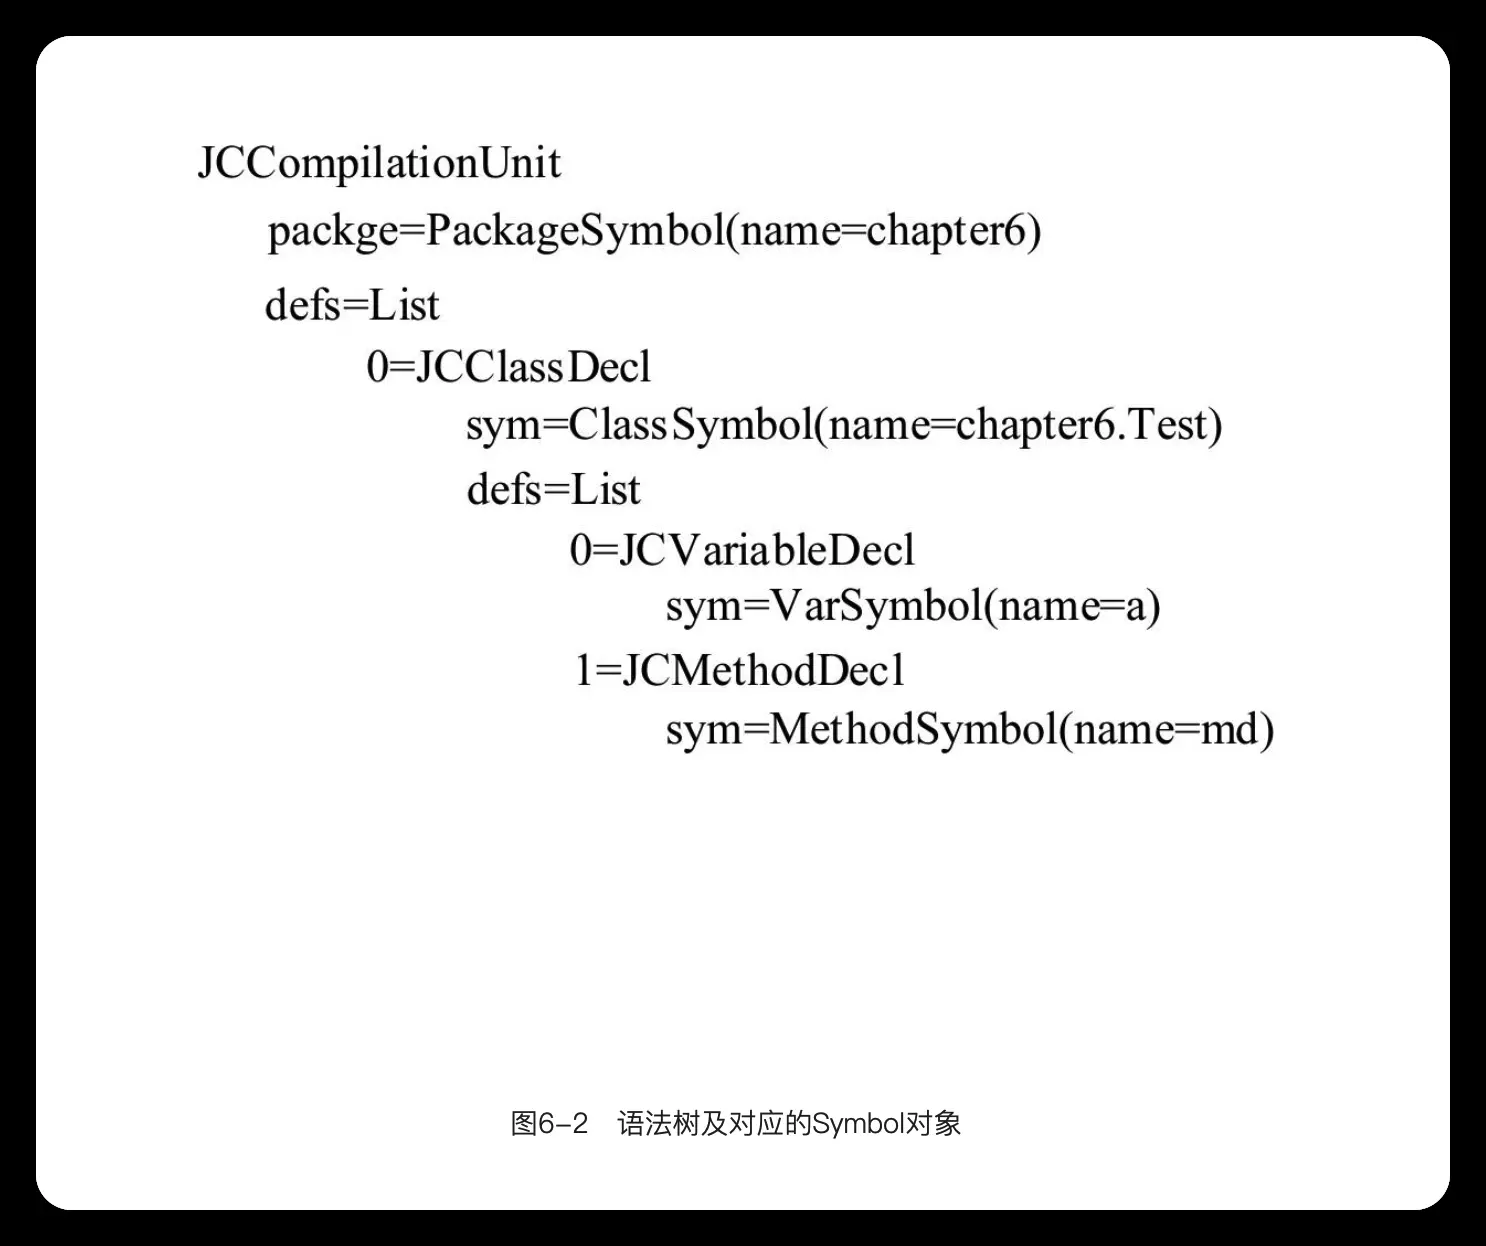 JCCompilationUnit
packge=PackageSymbol(name=chapter6)
defs=List
0=JCClassDecl
sym=ClassSymbol(name=chapter6.Test)
defs=List
0=JCVariableDecl
sym=VarSymbol(name=a)
1=JCMethodDecl
sym=MethodSymbol(name=md)
图6-2 语法树及对应的Symbol对象